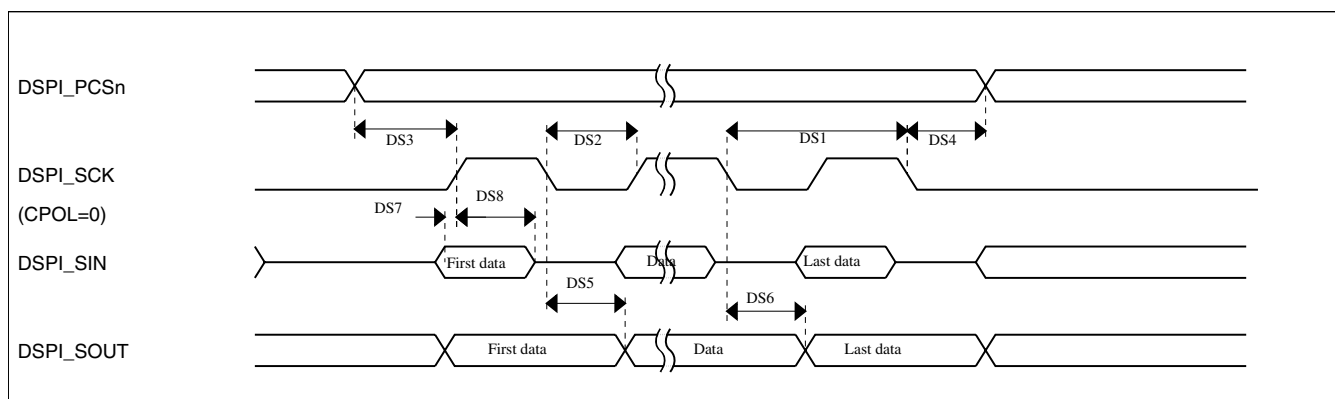 DSPI_PCSn
DS3
DS2
DS1
DS4
DSPI_SCK
(CPOL=0)
DS7
DS8
DSPI_SIN
First data
Data
Last data
DS5
DS6
DSPI_SOUT
First data
Data
Last data